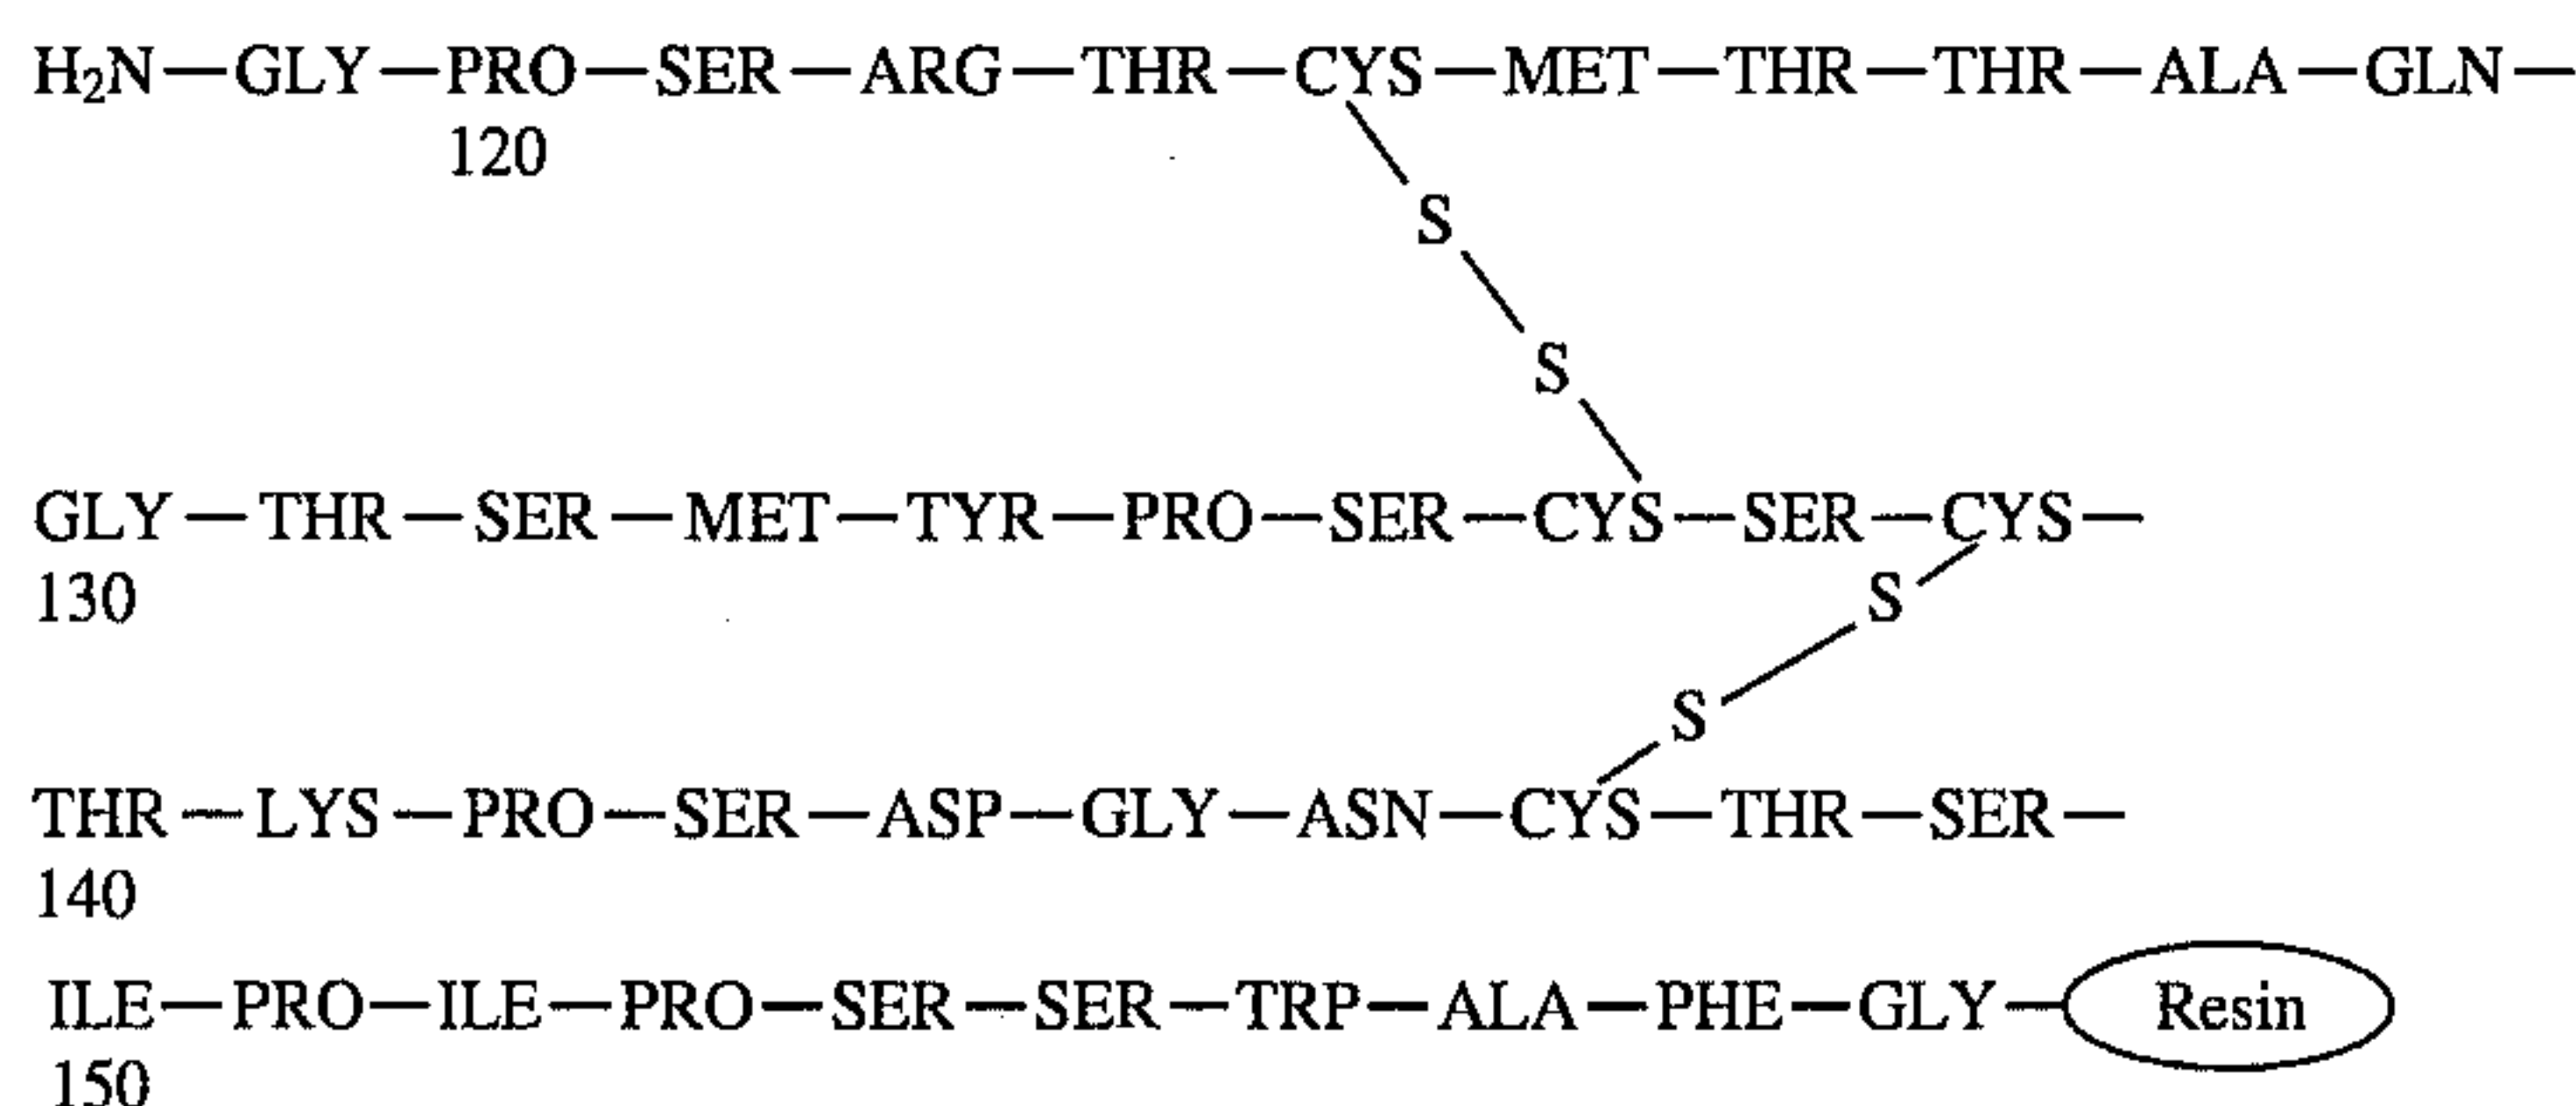 H₂N—GLY—PRO—SER—ARG—THR—CYS—MET—THR—THR—ALA—GLN—
120
S
S
GLY—THR—SER—MET—TYR—PRO—SER—CYS—SER—CYS—
130
S
S
THR—LYS—PRO—SER—ASP—GLY—ASN—CYS—THR—SER—
140
ILE—PRO—ILE—PRO—SER—SER—TRP—ALA—PHE—GLY—Resin
150